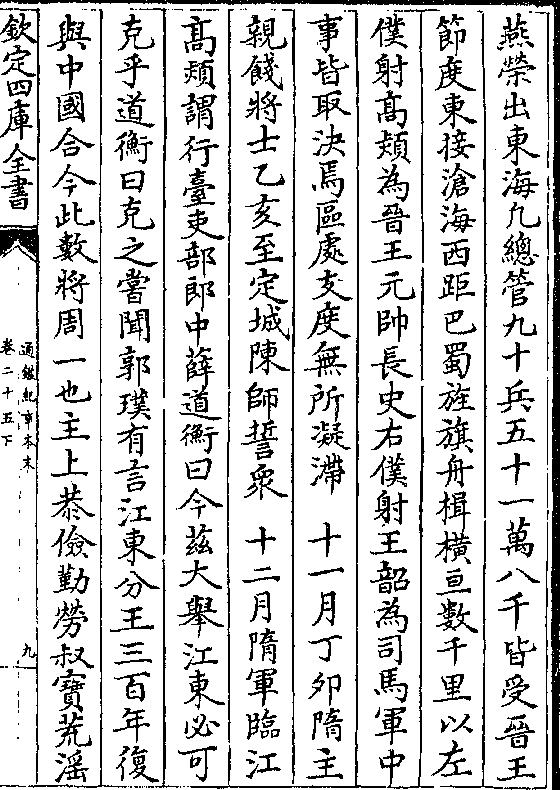 燕榮出東海凡總管九十兵五十一萬八千皆受晉王
節度東接滄海西距巴蜀旌旗舟楫橫亘數千里以左
僕射髙熲為晉王元帥長史右僕射王韶為司馬軍中
事皆取決焉區處支度無所凝滯 十一月丁夘隋主
親餞將士乙亥至定城陳師誓衆 十二月隋軍臨江
髙熲謂行臺吏部郎中薛道衡曰今兹大舉江東必可
克乎道衡曰克之嘗聞郭璞有言江東分王三百年復
與中國合今此數將周一也主上恭儉勤勞叔寶荒滛
欽定四庫全書
通鑑紀事本末
卷二十五下
九